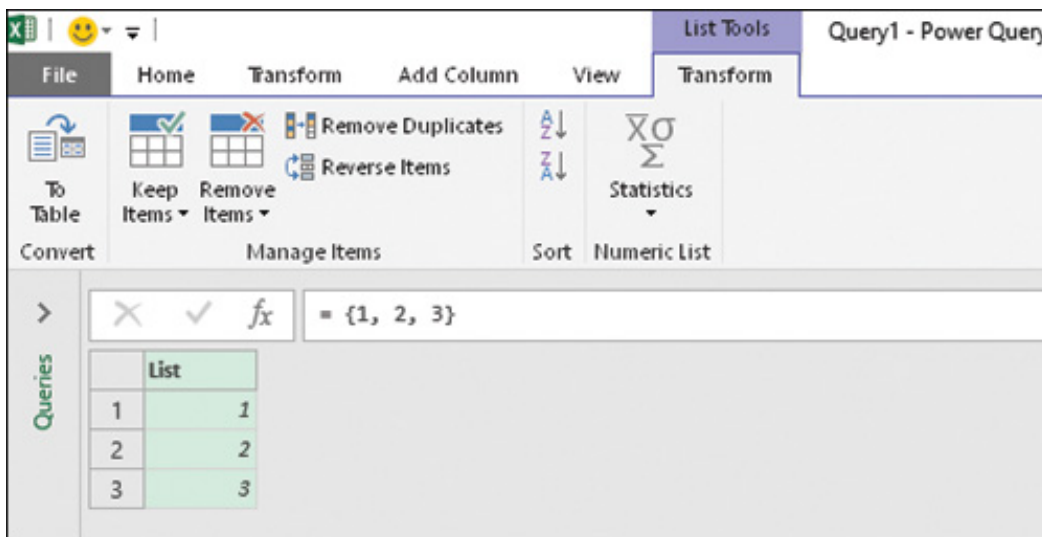 List Tools
Query1 - Power Query
File Home Transform Add Column View Transform
To Table
Keep Items
Remove Items
Remove Duplicates
Reverse Items
A Z
Z A
X̄σ
Σ
Statistics
Convert
Manage Items
Sort
Numeric List
fx = {1, 2, 3}
Queries
List
1 1
2 2
3 3